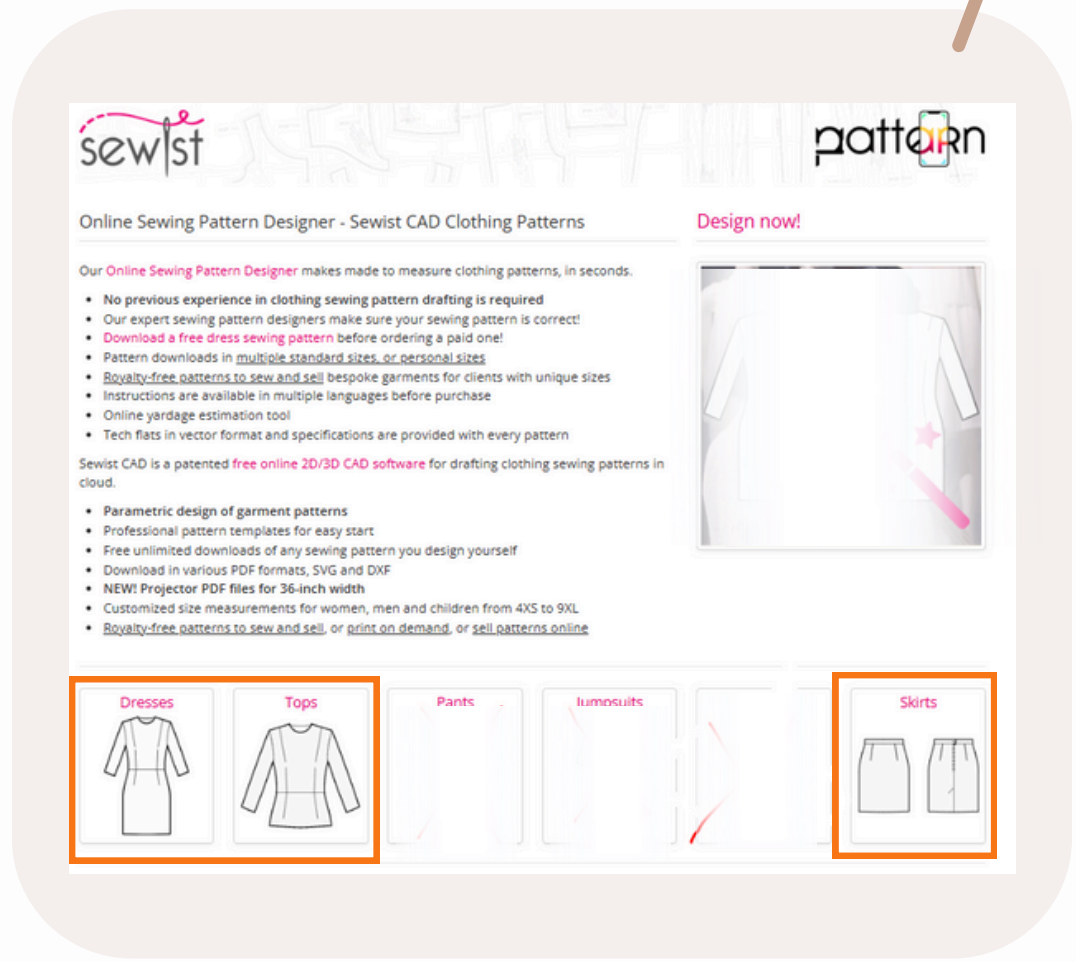 sewist
pattarn
Online Sewing Pattern Designer - Sewist CAD Clothing Patterns
Design now!
Our Online Sewing Pattern Designer makes made to measure clothing patterns, in seconds.
• No previous experience in clothing sewing pattern drafting is required
• Our expert sewing pattern designers make sure your sewing pattern is correct!
• Download a free dress sewing pattern before ordering a paid one!
• Pattern downloads in multiple standard sizes, or personal sizes
• Royalty-free patterns to sew and sell bespoke garments for clients with unique sizes
• Instructions are available in multiple languages before purchase
• Online yardage estimation tool
• Tech flats in vector format and specifications are provided with every pattern
Sewist CAD is a patented free online 2D/3D CAD software for drafting clothing sewing patterns in
cloud.
• Parametric design of garment patterns
• Professional pattern templates for easy start
• Free unlimited downloads of any sewing pattern you design yourself
• Download in various PDF formats, SVG and DXF
• NEW! Projector PDF files for 36-inch width
• Customized size measurements for women, men and children from 4XS to 9XL
• Royalty-free patterns to sew and sell, or print on demand, or sell patterns online
Dresses
Tops
Pants
Jumpsuits
Skirts